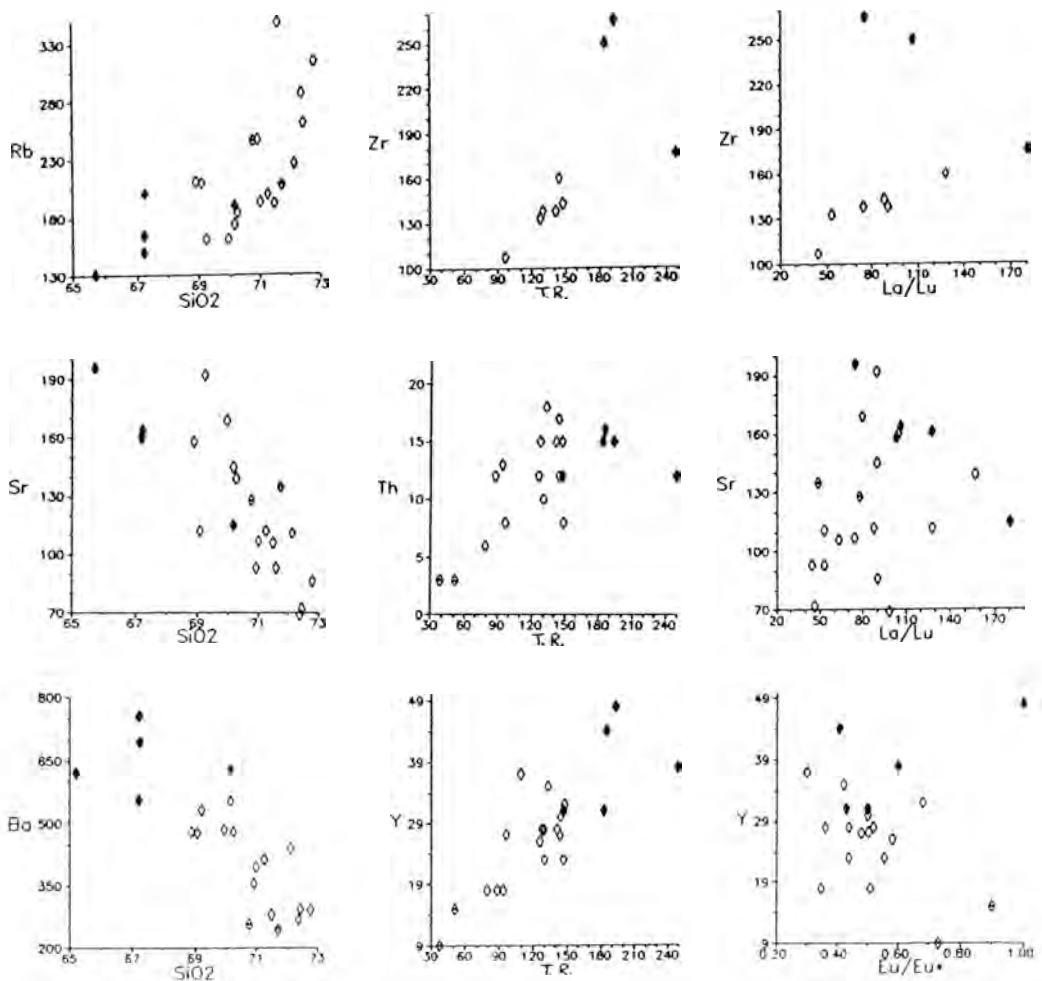 330
280
Rb
230
180
130
65 67 69 71 73
SiO2
250
220
Zr
190
160
130
100
30 60 90 120 150 180 210 240
T.R.
250
220
Zr
190
160
130
100
20 50 80 110 140 170
La/Lu
190
160
Sr
130
100
70
65 67 69 71 73
SiO2
20
15
Th
10
5
0
30 60 90 120 150 180 210 240
T.R.
190
160
Sr
130
100
70
20 50 80 110 140 170
La/Lu
800
650
Ba
500
350
200
65 67 69 71 73
SiO2
49
39
Y
29
19
9
30 60 90 120 150 180 210 240
T.R.
49
39
Y
29
19
9
0.20 0.40 0.60 0.80 1.00
Eu/Eu*